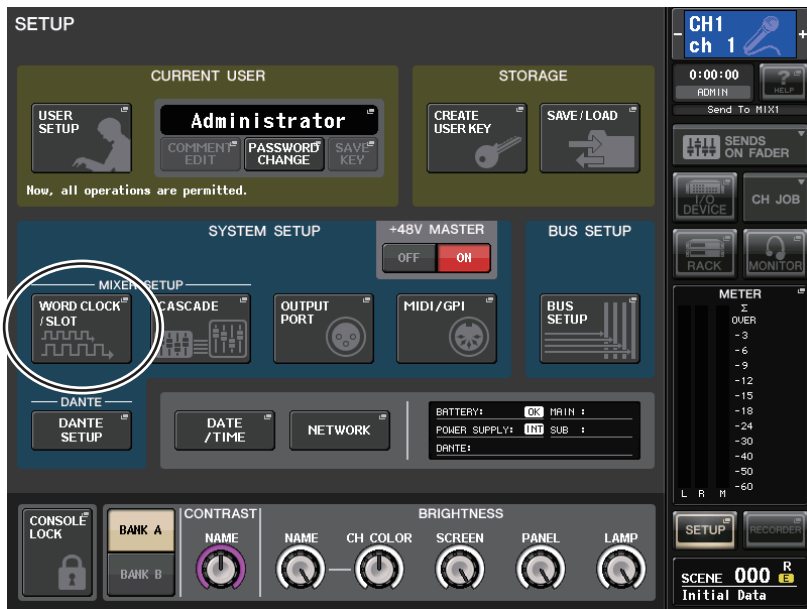 SETUP
CURRENT USER
USER
SETUP
Administrator
COMMENT
EDIT
PASSWORD
CHANGE
SAVE
KEY
Now, all operations are permitted.
STORAGE
CREATE
USER KEY
SAVE/LOAD
SYSTEM SETUP
+48V MASTER
OFF
ON
MIXER SETUP
WORD CLOCK
/SLOT
CASCADE
OUTPUT
PORT
MIDI/GPI
BUS SETUP
BUS
SETUP
DANTE
DANTE
SETUP
DATE
/TIME
NETWORK
BATTERY: OK MAIN :
POWER SUPPLY: INT SUB :
DANTE:
CONSOLE
LOCK
BANK A
BANK B
CONTRAST
NAME
BRIGHTNESS
NAME
CH COLOR
SCREEN
PANEL
LAMP
- CH1 +
ch 1
0:00:00
ADMIN
?
HELP
Send To MIX1
SENDS
ON FADER
I/O
DEVICE
CH JOB
RACK
MONITOR
METER
Σ
OVER
-3
-6
-9
-12
-15
-18
-24
-30
-40
-50
-60
L R M
SETUP
RECORDER
SCENE 000 R
E
Initial Data